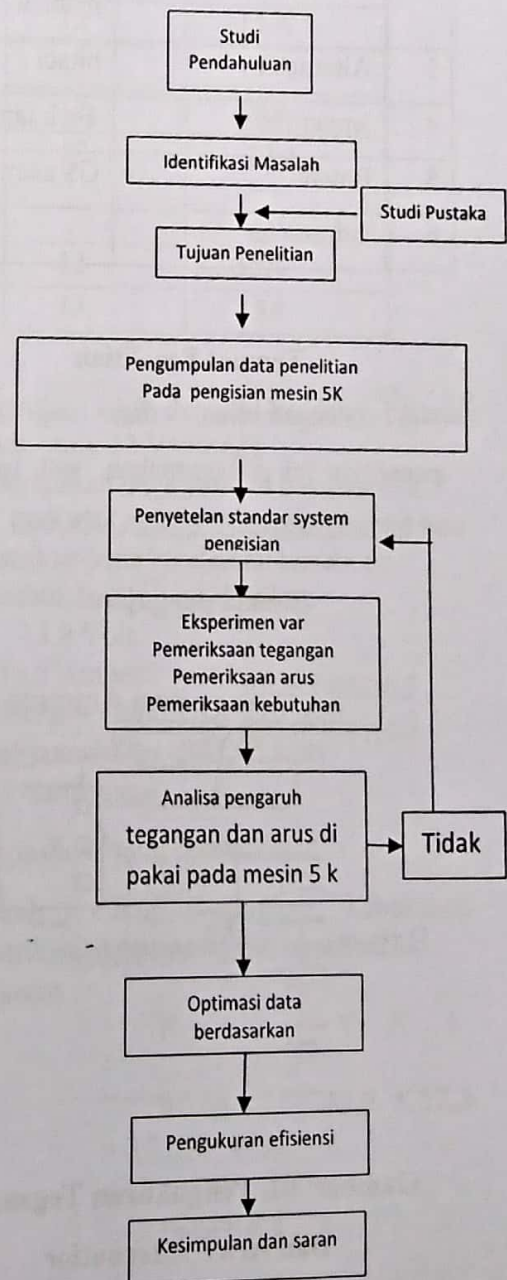 Studi
Pendahuluan
Identifikasi Masalah
Studi Pustaka
Tujuan Penelitian
Pengumpulan data penelitian
Pada pengisian mesin 5K
Penyetelan standar system
pengisian
Eksperimen var
Pemeriksaan tegangan
Pemeriksaan arus
Pemeriksaan kebutuhan
Analisa pengaruh
tegangan dan arus di
pakai pada mesin 5 k
Tidak
Optimasi data
berdasarkan
Pengukuran efisiensi
Kesimpulan dan saran